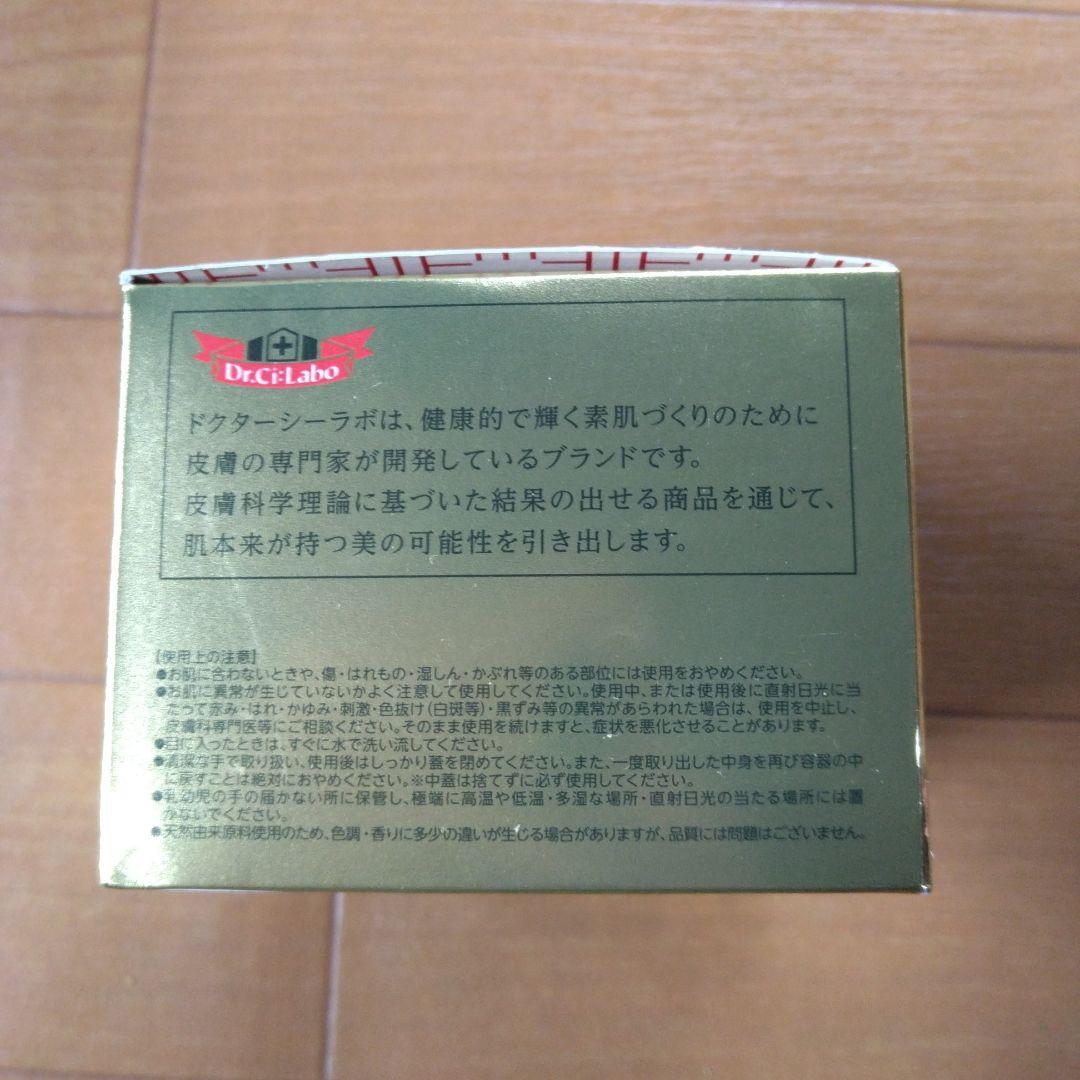 Dr.Ci:Labo
ドクターシーラボは、健康的で輝く素肌づくりのために
皮膚の専門家が開発しているブランドです。
皮膚科学理論に基づいた結果の出せる商品を通じて、
肌本来が持つ美の可能性を引き出します。
【使用上の注意】
●お肌に合わないときや、傷・はれもの・湿しん・かぶれ等のある部位には使用をおやめください。
●お肌に異常が生じていないかよく注意して使用してください。使用中、または使用後に直射日光に当
たって赤み・はれ・かゆみ・刺激・色抜け(白斑等)・黒ずみ等の異常があらわれた場合は、使用を中止し、
皮膚科専門医等にご相談ください。そのまま使用を続けますと、症状を悪化させることがあります。
●目に入ったときは、すぐに水で洗い流してください。
●清潔な手で取り扱い、使用後はしっかり蓋を閉めてください。また、一度取り出した中身を再び容器の中
に戻すことは絶対におやめください。※中蓋は捨てずに必ず使用してください。
●乳幼児の手の届かない所に保管し、極端に高温や低温・多湿な場所・直射日光の当たる場所には置
かないでください。
●天然由来原料使用のため、色調・香りに多少の違いが生じる場合がありますが、品質には問題はございません。